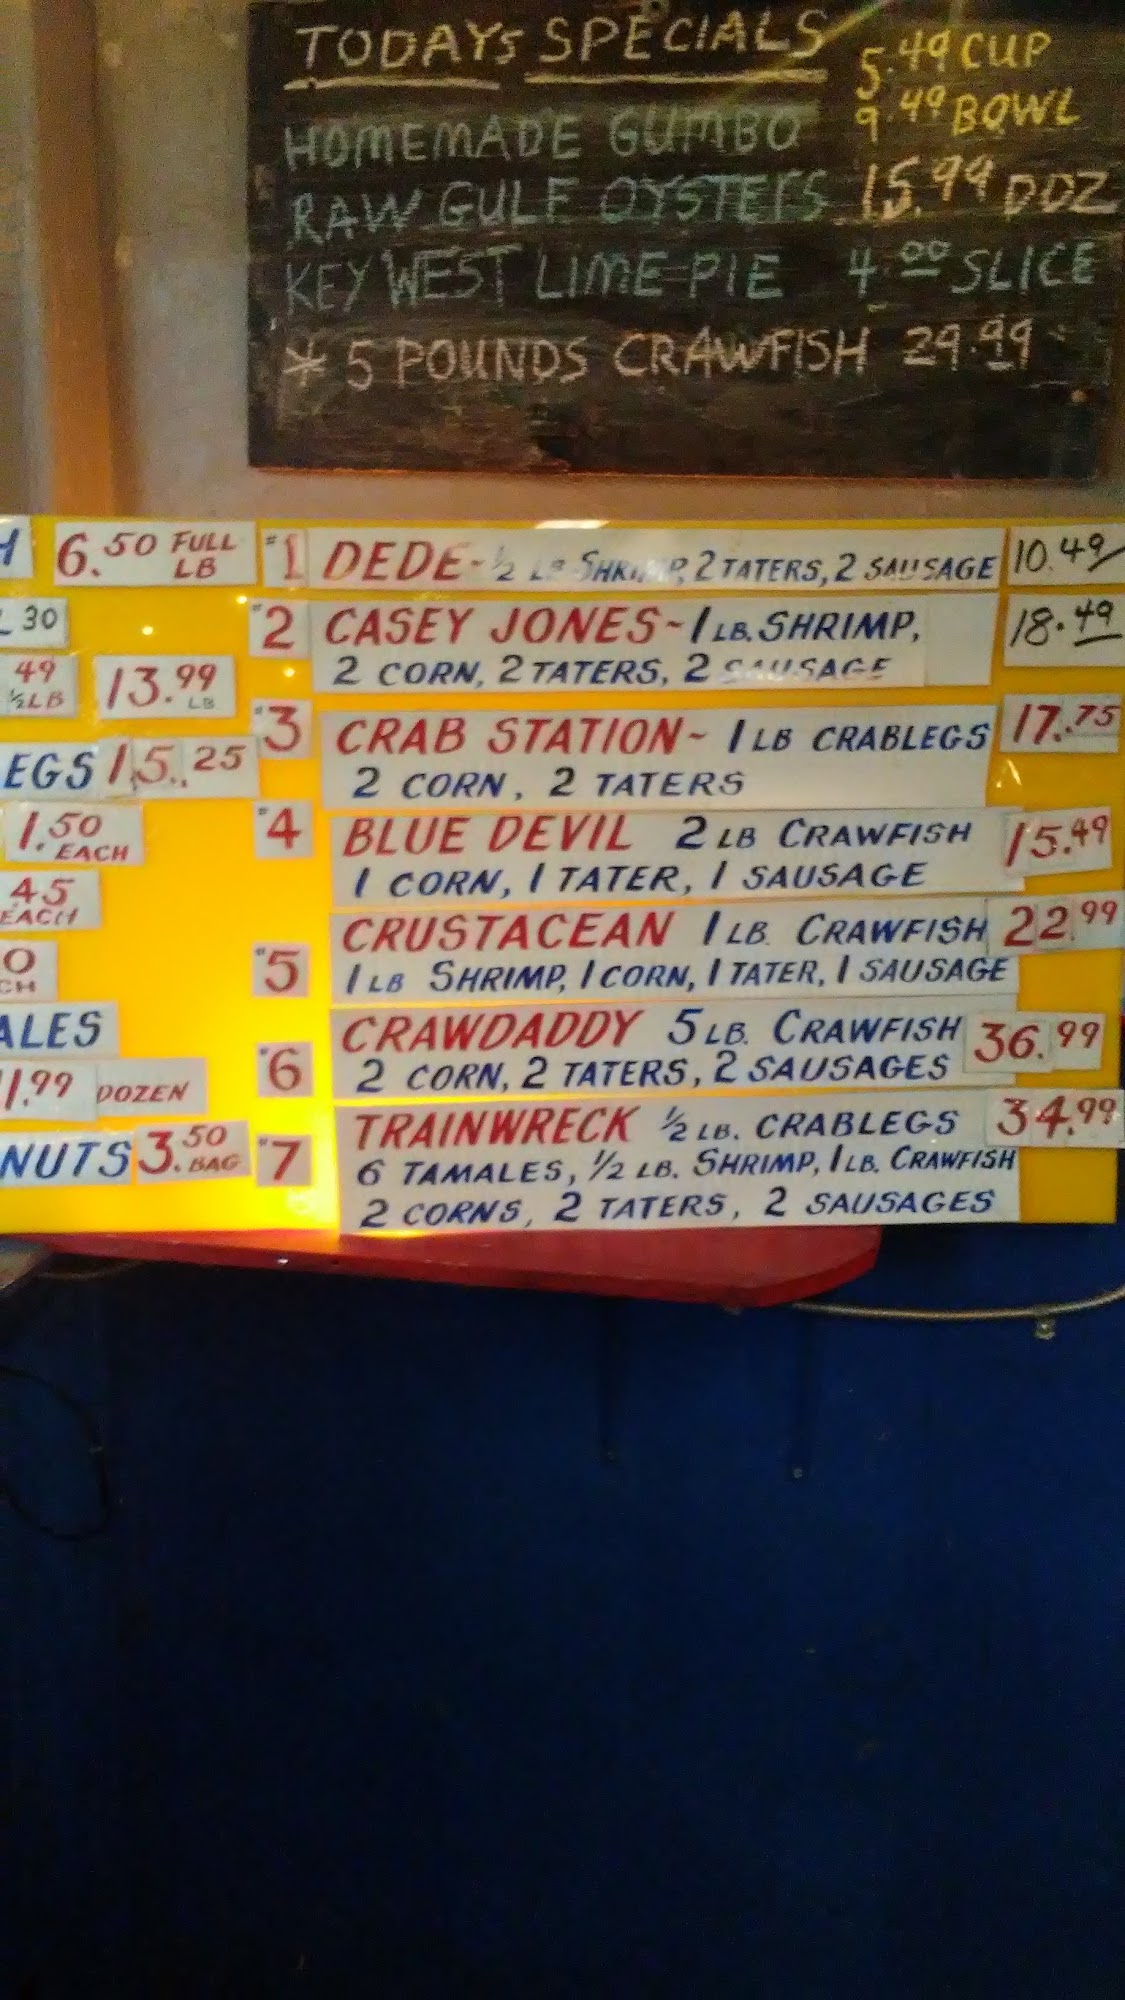 TODAYS SPECIALS
5.49 CUP
9.49 BOWL
HOMEMADE GUMBO
RAW GULF OYSTERS 15.99 DDZ
KEY WEST LIME PIE 4.00 SLICE
* 5 POUNDS CRAWFISH 29.99
H 6.50 FULL LB
30
49 ½ LB 13.99 LB
EGS 15.25
1.50 EACH
45 EACH
0
CH
ALES
1.99 DOZEN
NUTS 3.50 BAG
#1 DEDE-½ LB SHRIMP, 2 TATERS, 2 SAUSAGE 10.49
#2 CASEY JONES~1 LB. SHRIMP, 18.49
2 CORN, 2 TATERS, 2 SAUSAGE
#3 CRAB STATION~ 1 LB CRABLEGS 17.75
2 CORN, 2 TATERS
#4 BLUE DEVIL 2 LB CRAWFISH 15.49
1 CORN, 1 TATER, 1 SAUSAGE
#5 CRUSTACEAN 1 LB. CRAWFISH 22.99
1 LB SHRIMP, 1 CORN, 1 TATER, 1 SAUSAGE
#6 CRAWDADDY 5 LB. CRAWFISH 36.99
2 CORN, 2 TATERS, 2 SAUSAGES
#7 TRAINWRECK ½ LB. CRABLEGS 34.99
6 TAMALES, ½ LB. SHRIMP, 1 LB. CRAWFISH
2 CORNS, 2 TATERS, 2 SAUSAGES